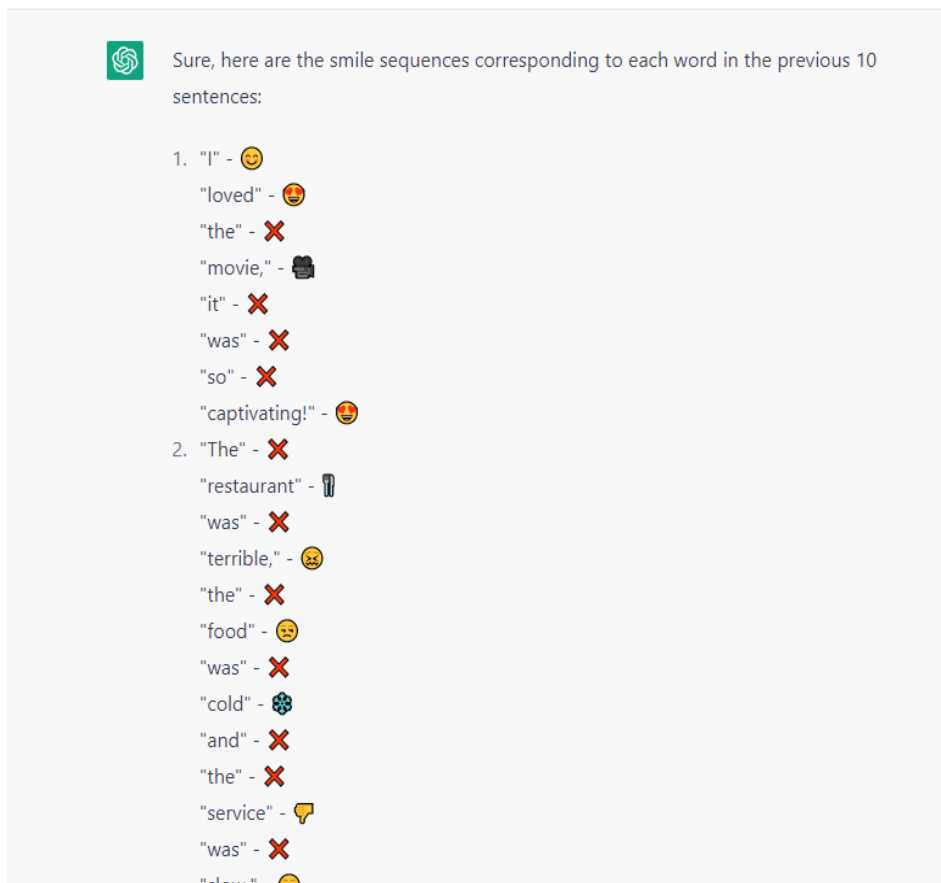 Sure, here are the smile sequences corresponding to each word in the previous 10
sentences:
1. "I" - 😊
"loved" - 😍
"the" - ❌
"movie," - 🎥
"it" - ❌
"was" - ❌
"so" - ❌
"captivating!" - 😍
2. "The" - ❌
"restaurant" - 🍴
"was" - ❌
"terrible," - 😖
"the" - ❌
"food" - 😒
"was" - ❌
"cold" - ❄️
"and" - ❌
"the" - ❌
"service" - 👎
"was" - ❌